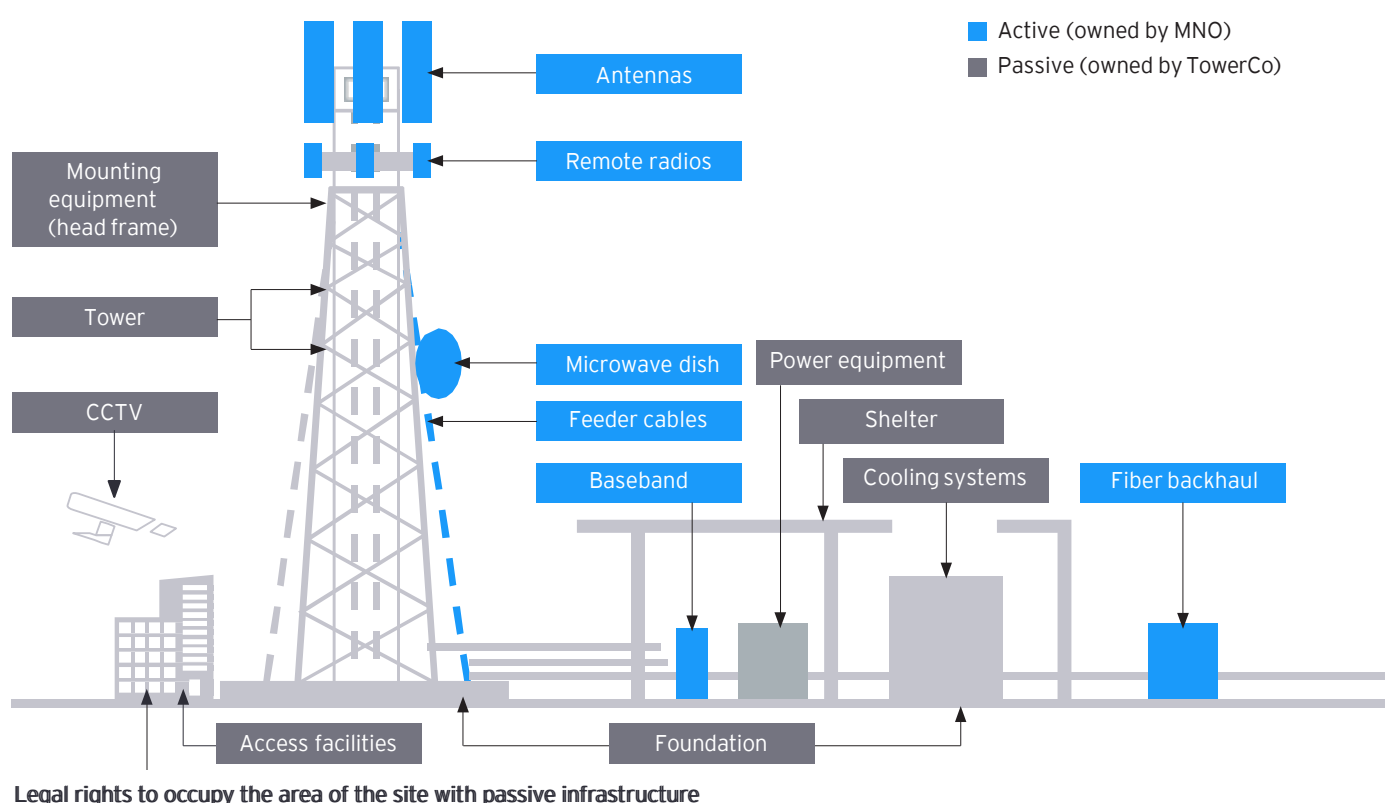 Active (owned by MNO)
Passive (owned by TowerCo)
Antennas
Remote radios
Mounting
equipment
(head frame)
Tower
Microwave dish
Power equipment
CCTV
Feeder cables
Shelter
Baseband
Cooling systems
Fiber backhaul
Access facilities
Foundation
Legal rights to occupy the area of the site with passive infrastructure